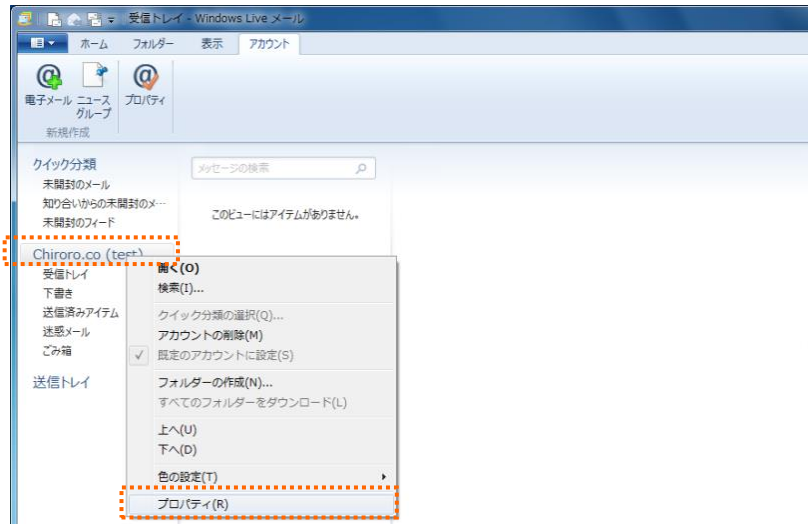 受信トレイ - Windows Live メール
ホーム フォルダー 表示 アカウント
電子メール ニュース グループ プロパティ
新規作成
クイック分類
未開封のメール
知り合いからの未開封のメ…
未開封のフィード
メッセージの検索
このビューにはアイテムがありません。
Chiroro.co (test)
受信トレイ
下書き
送信済みアイテム
迷惑メール
ごみ箱
送信トレイ
開く(O)
検索(I)...
クイック分類の選択(Q)...
アカウントの削除(M)
既定のアカウントに設定(S)
フォルダーの作成(N)...
すべてのフォルダーをダウンロード(L)
上へ(U)
下へ(D)
色の設定(T)
プロパティ(R)